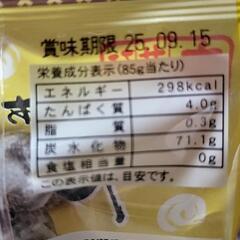 賞味期限 25.09.15
栄養成分表示(85g当たり)
エネルギー 298kcal
たんぱく質 4.0g
脂質 0.3g
炭水化物 71.1g
食塩相当量 0g
この表示値は、目安です。